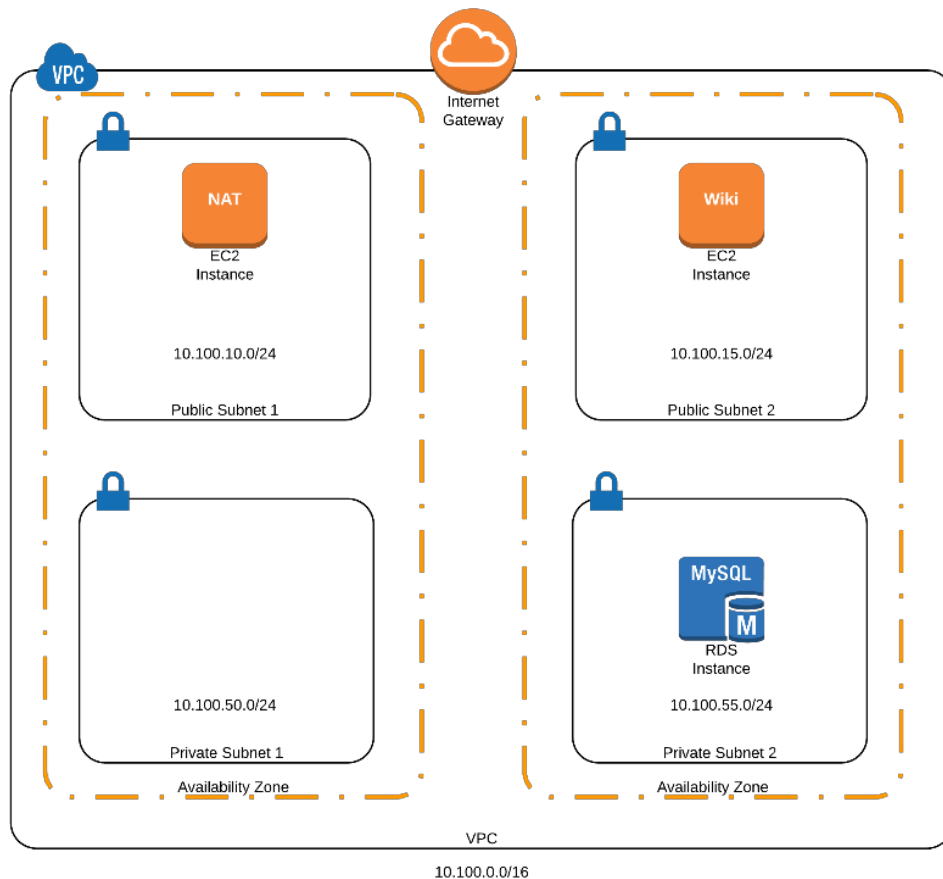 VPC
Internet
Gateway
NAT
EC2
Instance
10.100.10.0/24
Public Subnet 1
Wiki
EC2
Instance
10.100.15.0/24
Public Subnet 2
10.100.50.0/24
Private Subnet 1
Availability Zone
MySQL
M
RDS
Instance
10.100.55.0/24
Private Subnet 2
Availability Zone
VPC
10.100.0.0/16